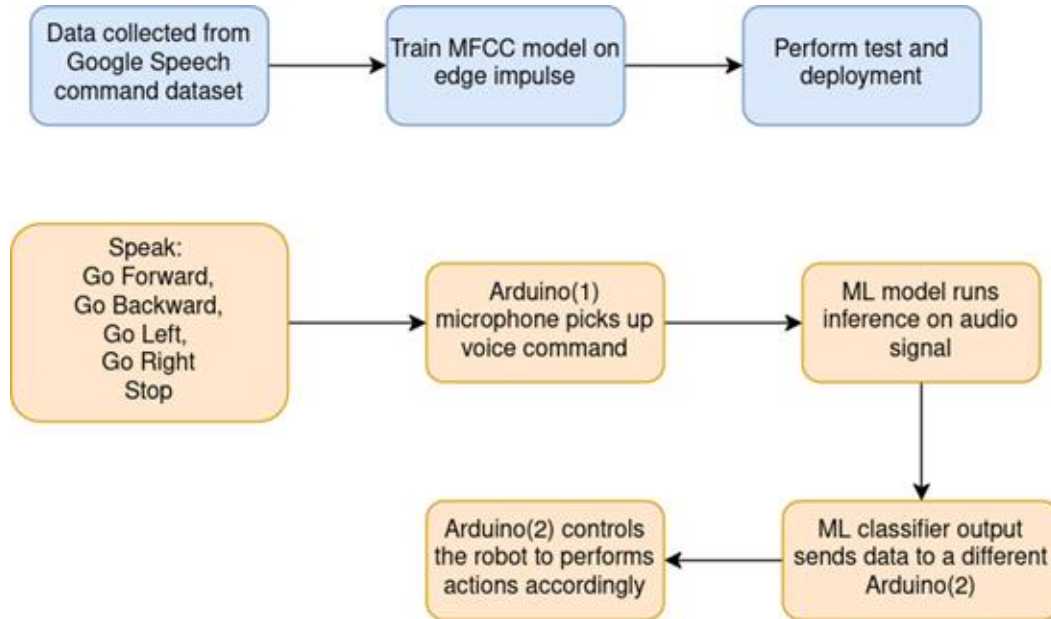 Data collected from
Google Speech
command dataset
Train MFCC model on
edge impulse
Perform test and
deployment
Speak:
Go Forward,
Go Backward,
Go Left,
Go Right
Stop
Arduino(1)
microphone picks up
voice command
ML model runs
inference on audio
signal
ML classifier output
sends data to a different
Arduino(2)
Arduino(2) controls
the robot to performs
actions accordingly